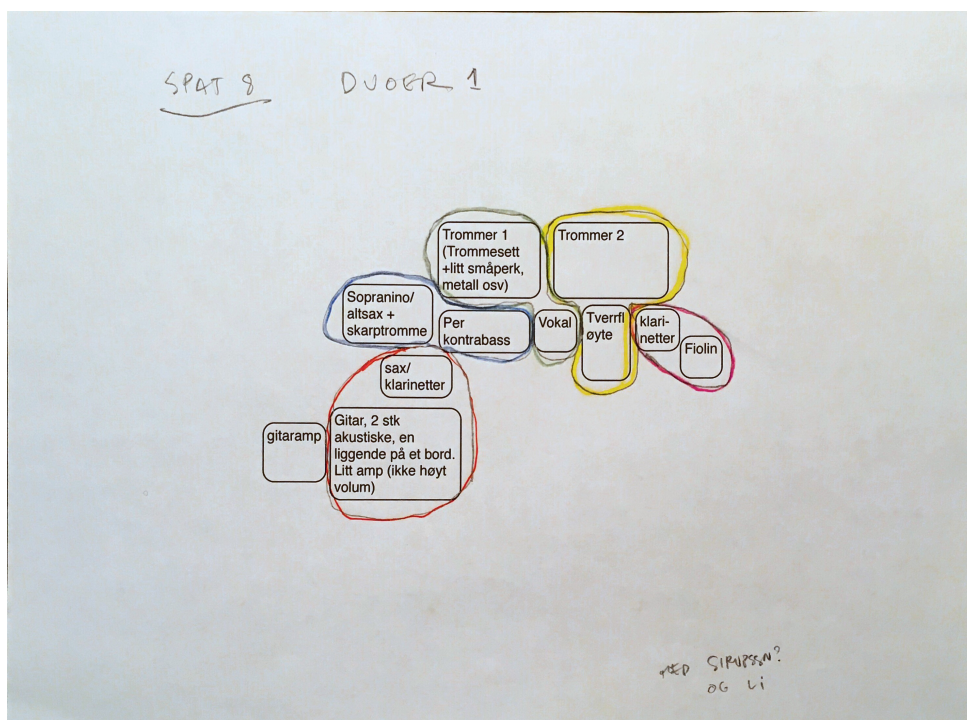 SPAT 8 DUOER 1
Trommer 1
(Trommesett
+litt småperk,
metall osv)
Trommer 2
Sopranino/
altsax +
skarptromme
Per
kontrabass
Vokal
Tverrfl
øyte
klari-
netter
Fiolin
sax/
klarinetter
gitaramp
Gitar, 2 stk
akustiske, en
liggende på et bord.
Litt amp (ikke høyt
volum)
MED
OG Li